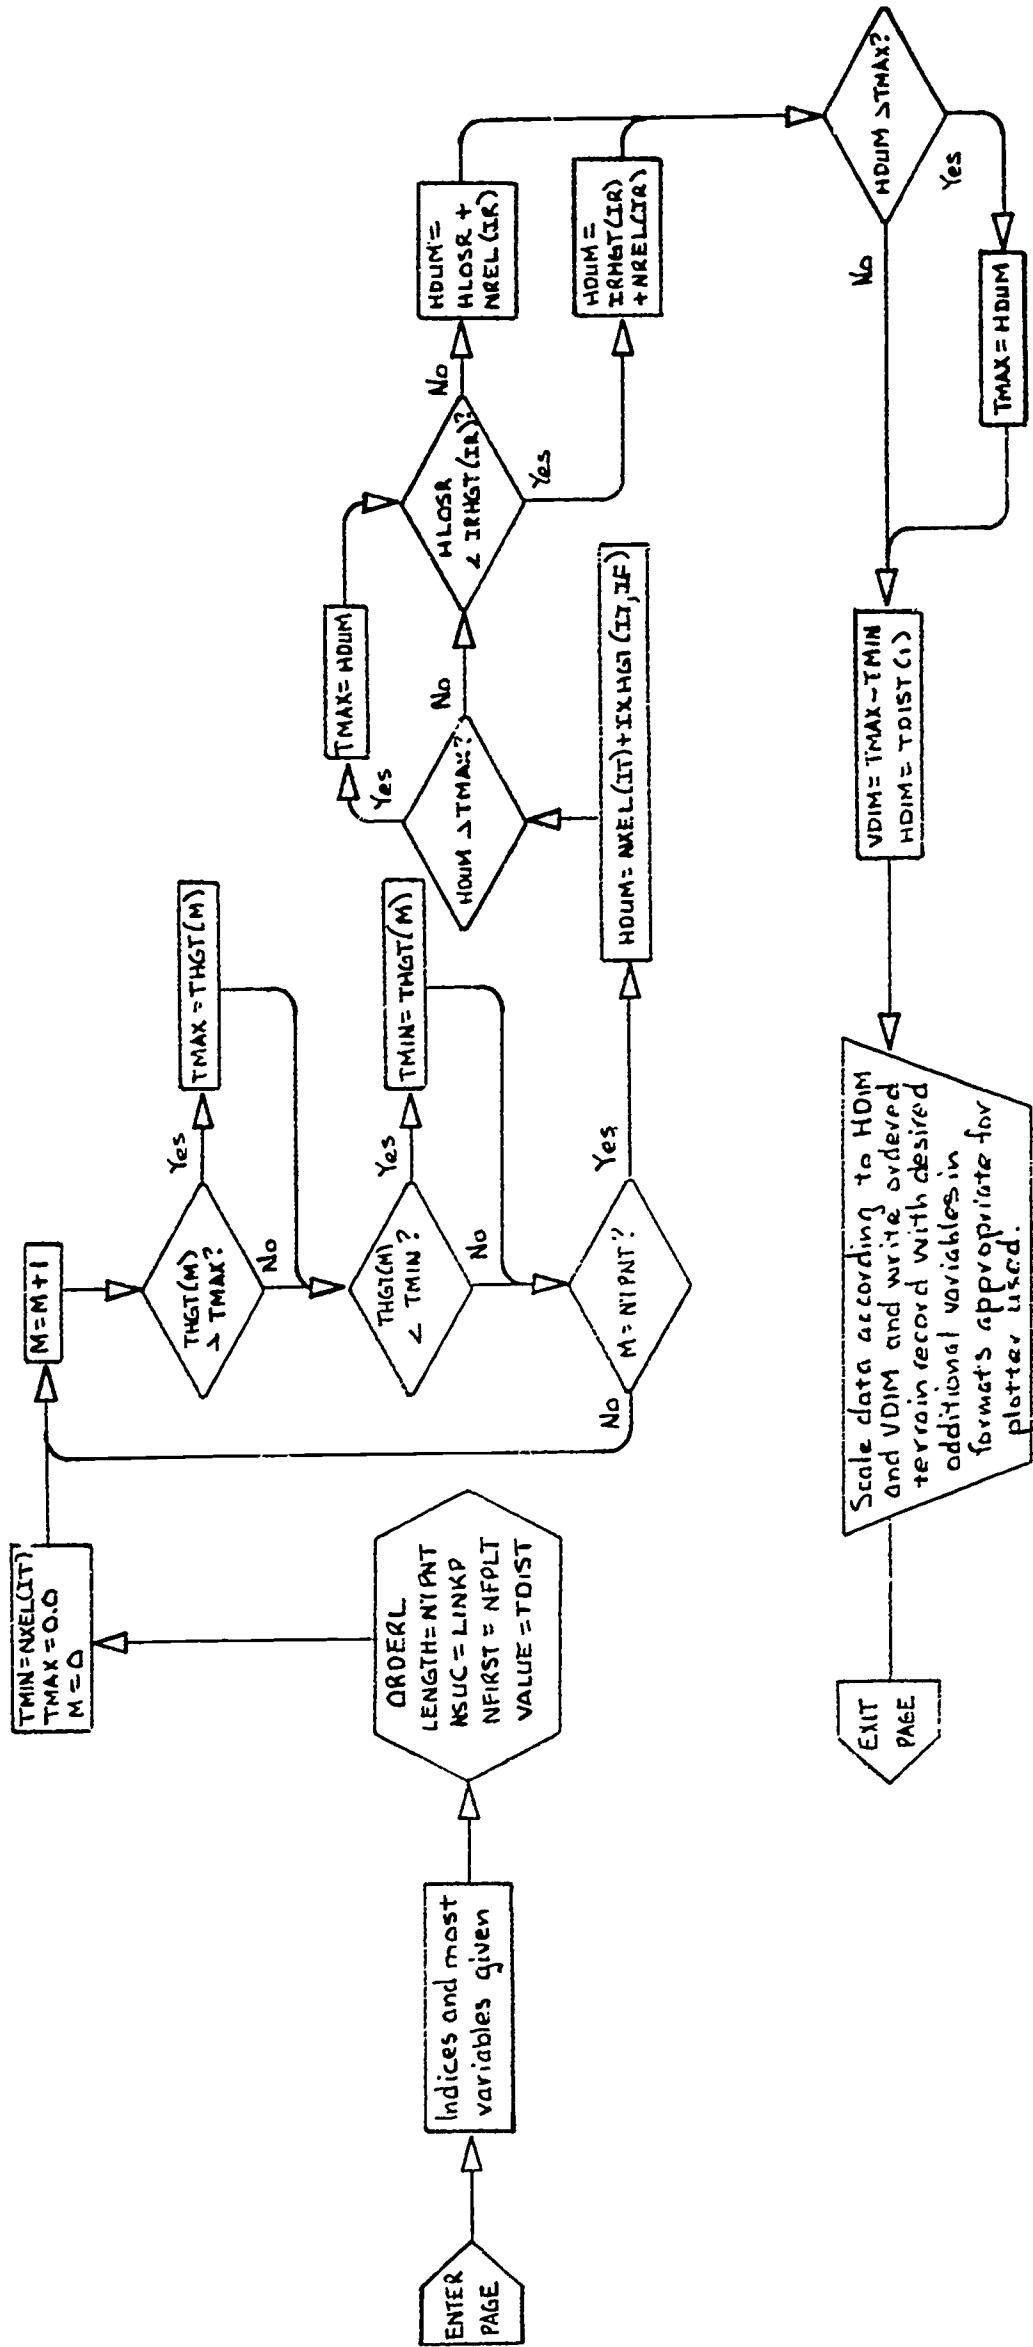 ENTER
PAGE
Indices and most
variables given
ORDERL
LENGTH=NTPNT
NSUC=LINKP
NFIRST=NFPLT
VALUE=TDIST
TMIN=NXEL(IT)
TMAX=0.0
M=0
M=M+1
THGT(M)
> TMAX?
Yes
No
TMAX=THGT(M)
THGT(M)
< TMIN?
Yes
No
TMIN=THGT(M)
M=NTPNT?
No
Yes
HDUM=NXEL(IT)+IXHGT(IT,IF)
HDUM >TMAX?
Yes
No
TMAX=HDUM
HLOSR
< IRHGT(IR)?
No
Yes
HDUM=
HLOSR+
NREL(IR)
HDUM=
IRHGT(IR)
+NREL(IR)
HDUM >TMAX?
No
Yes
TMAX=HDUM
VDIM=TMAX-TMIN
HDIM=TDIST(1)
Scale data according to HDIM
and VDIM and write ordered
terrain record with desired
additional variables in
formats appropriate for
plotter used.
EXIT
PAGE